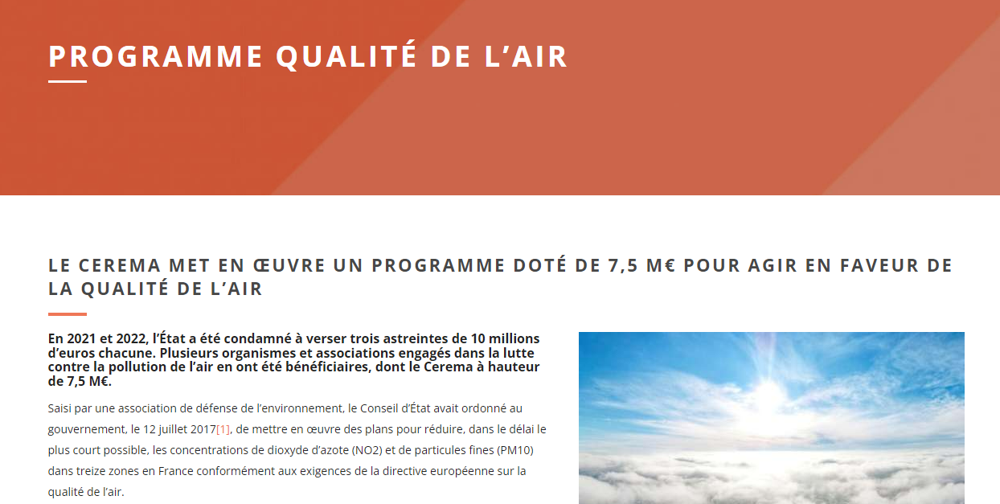 PROGRAMME QUALITÉ DE L’AIR
LE CEREMA MET EN ŒUVRE UN PROGRAMME DOTÉ DE 7,5 M€ POUR AGIR EN FAVEUR DE
LA QUALITÉ DE L’AIR
En 2021 et 2022, l’État a été condamné à verser trois astreintes de 10 millions
d’euros chacune. Plusieurs organismes et associations engagés dans la lutte
contre la pollution de l’air en ont été bénéficiaires, dont le Cerema à hauteur
de 7,5 M€.
Saisi par une association de défense de l’environnement, le Conseil d’État avait ordonné au
gouvernement, le 12 juillet 2017[1], de mettre en œuvre des plans pour réduire, dans le délai le
plus court possible, les concentrations de dioxyde d’azote (NO2) et de particules fines (PM10)
dans treize zones en France conformément aux exigences de la directive européenne sur la
qualité de l’air.